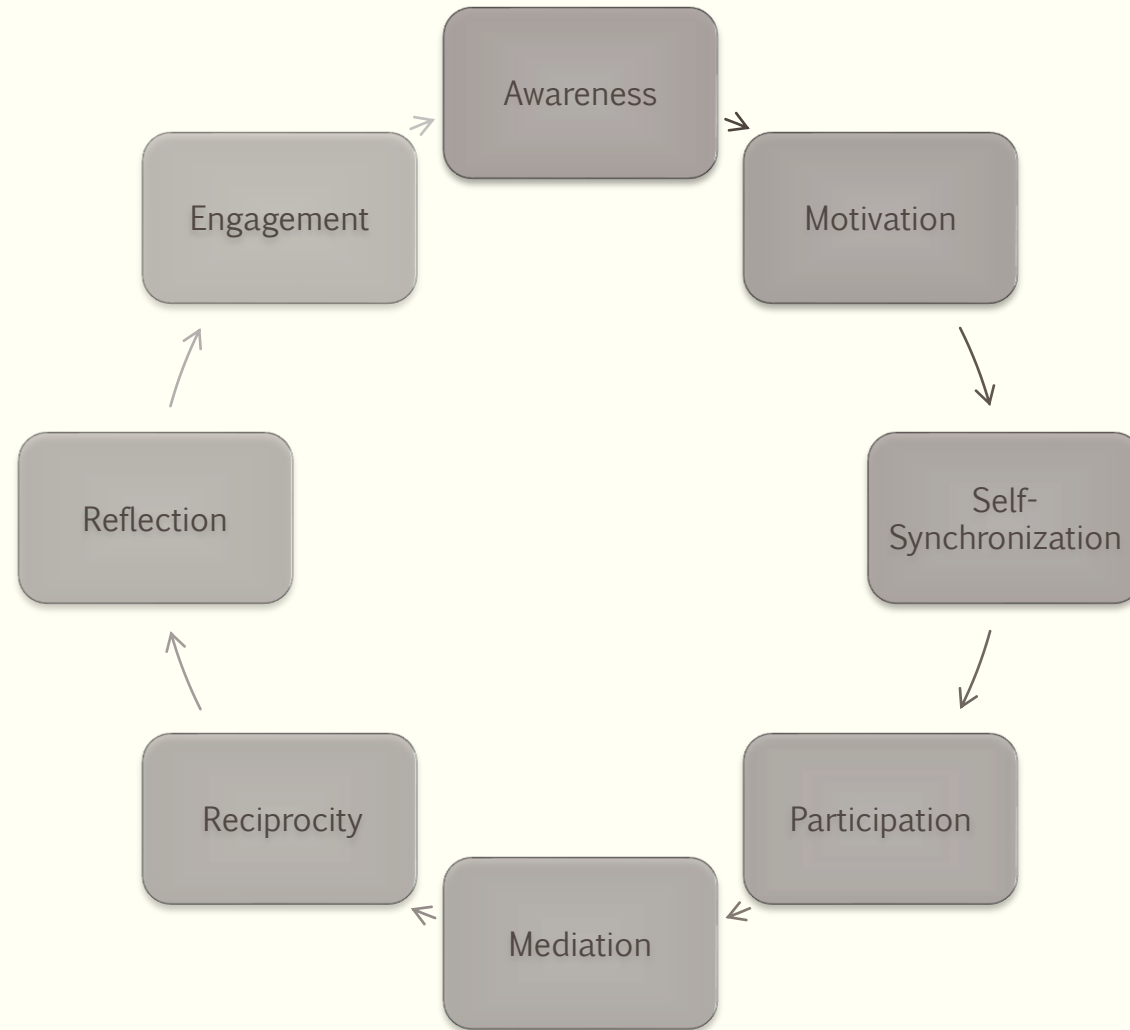 Awareness
Motivation
Self-
Synchronization
Participation
Mediation
Reciprocity
Reflection
Engagement